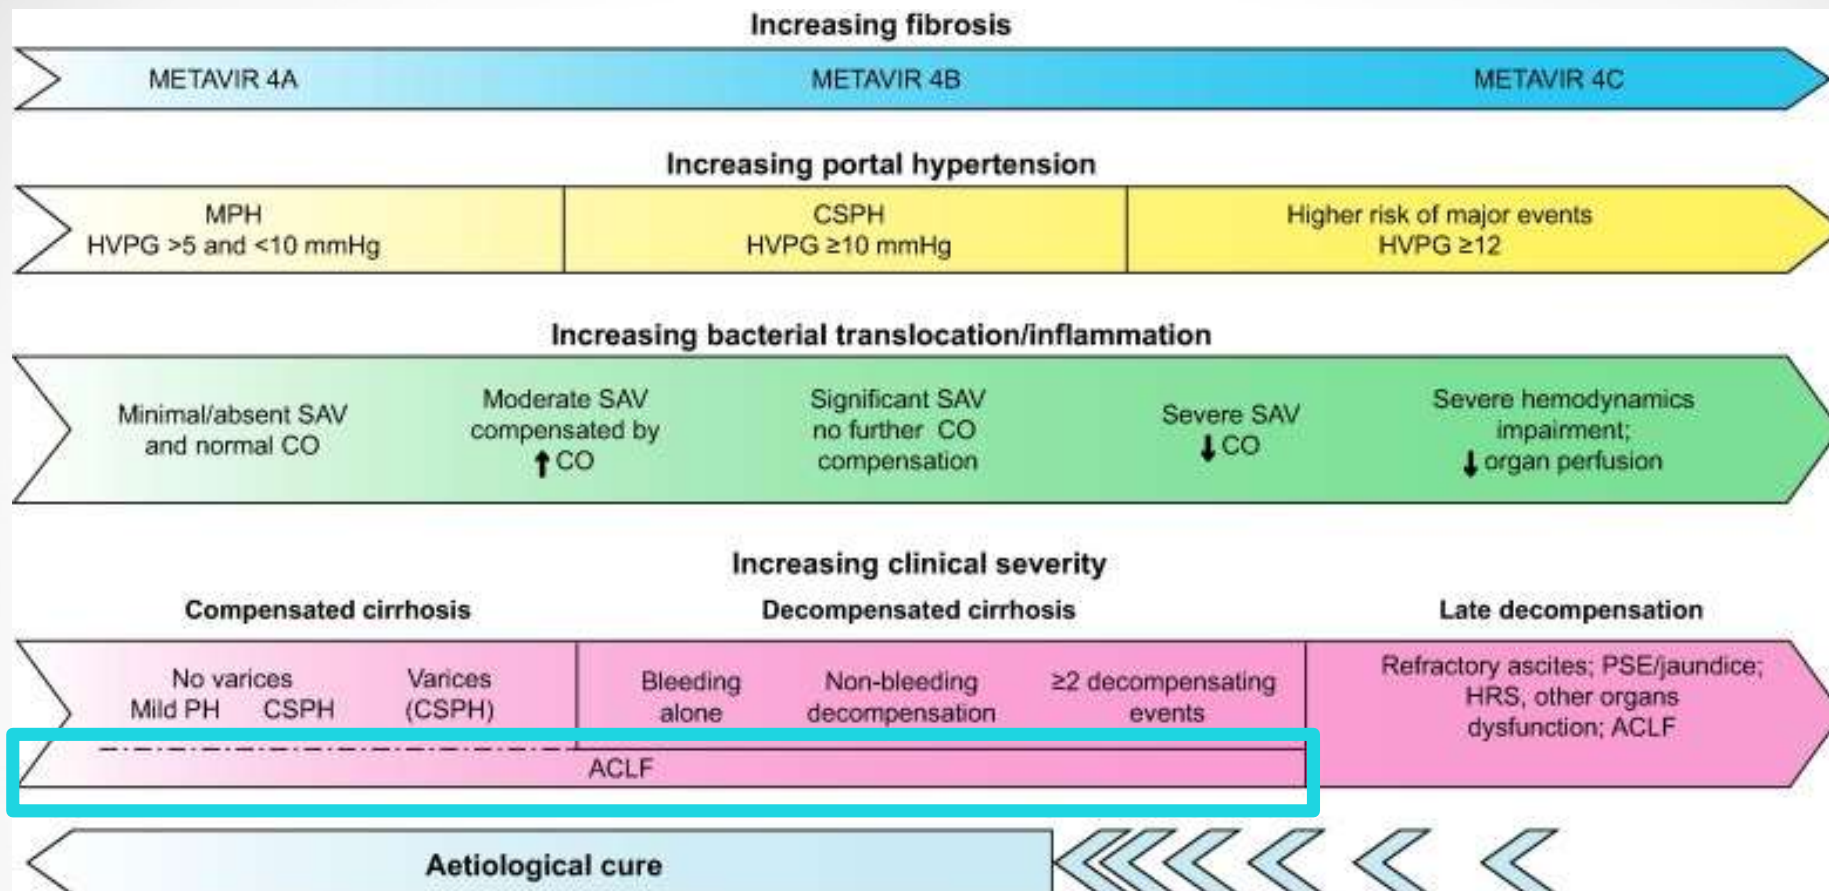 Increasing fibrosis
METAVIR 4A
METAVIR 4B
METAVIR 4C
Increasing portal hypertension
MPH
HVPG >5 and <10 mmHg
CSPH
HVPG ≥10 mmHg
Higher risk of major events
HVPG ≥12
Increasing bacterial translocation/inflammation
Minimal/absent SAV
and normal CO
Moderate SAV
compensated by
↑ CO
Significant SAV
no further CO
compensation
Severe SAV
↓ CO
Severe hemodynamics
impairment;
↓ organ perfusion
Increasing clinical severity
Compensated cirrhosis
Decompensated cirrhosis
Late decompensation
No varices
Mild PH CSPH
Varices
(CSPH)
Bleeding
alone
Non-bleeding
decompensation
≥2 decompensating
events
Refractory ascites; PSE/jaundice;
HRS, other organs
dysfunction; ACLF
ACLF
Aetiological cure